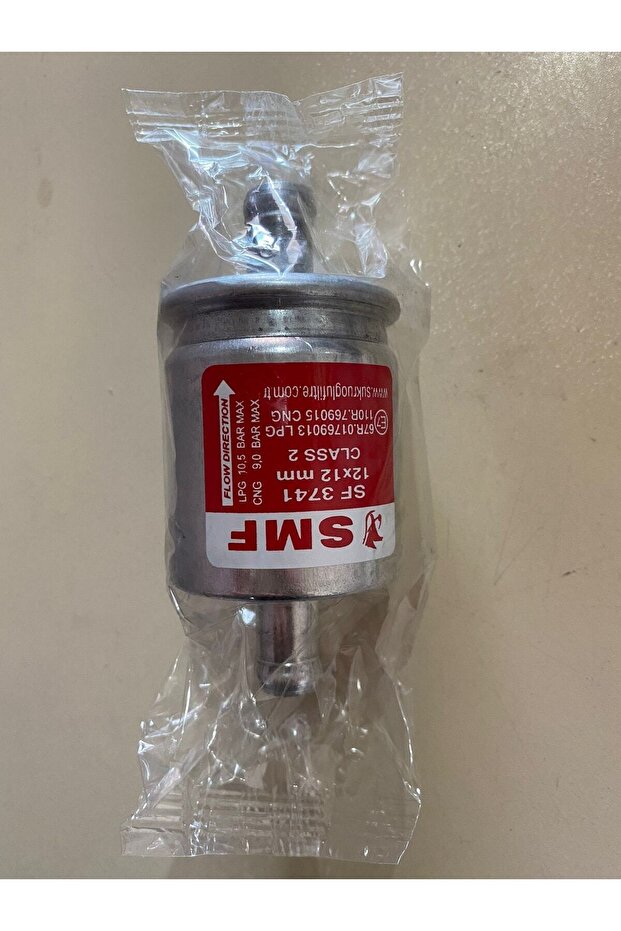 SMF
SF 3741
12x12 mm
CLASS 2
E7 67R.01769013 LPG
110R.769015 CNG
www.sukruoglufiltre.com.tr
FLOW DIRECTION
LPG 10,5 BAR MAX
CNG 9,0 BAR MAX